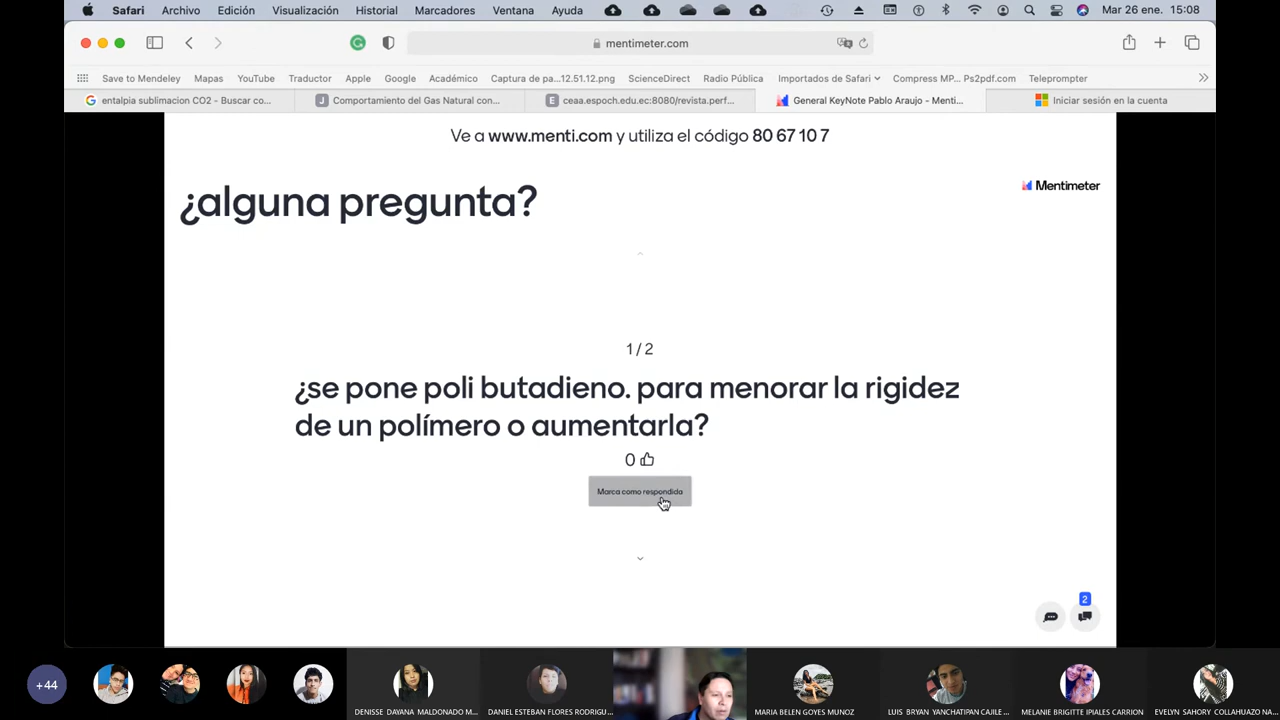 Safari Archivo Edición Visualización Historial Marcadores Ventana Ayuda Mar 26 ene. 15:08
mentimeter.com
Save to Mendeley Mapas YouTube Traductor Apple Google Académico Captura de pa...12.51.12.png ScienceDirect Radio Pública Importados de Safari Compress MP... Ps2pdf.com Teleprompter
entalpia sublimacion CO2 - Buscar co... Comportamiento del Gas Natural con... ceaa.espoch.edu.ec:8080/revista.perf... General KeyNote Pablo Araujo - Menti... Iniciar sesión en la cuenta
Ve a www.menti.com y utiliza el código 80 67 10 7
¿alguna pregunta?
Mentimeter
1 / 2
¿se pone poli butadieno. para menorar la rigidez
de un polímero o aumentarla?
0
Marca como respondida
2
+44
DENISSE DAYANA MALDONADO M... DANIEL ESTEBAN FLORES RODRIGU... MARIA BELEN GOYES MUNOZ LUIS BRYAN YANCHATIPAN CAJILE... MELANIE BRIGITTE IPIALES CARRION EVELYN SAHORY COLLAHUAZO NA...